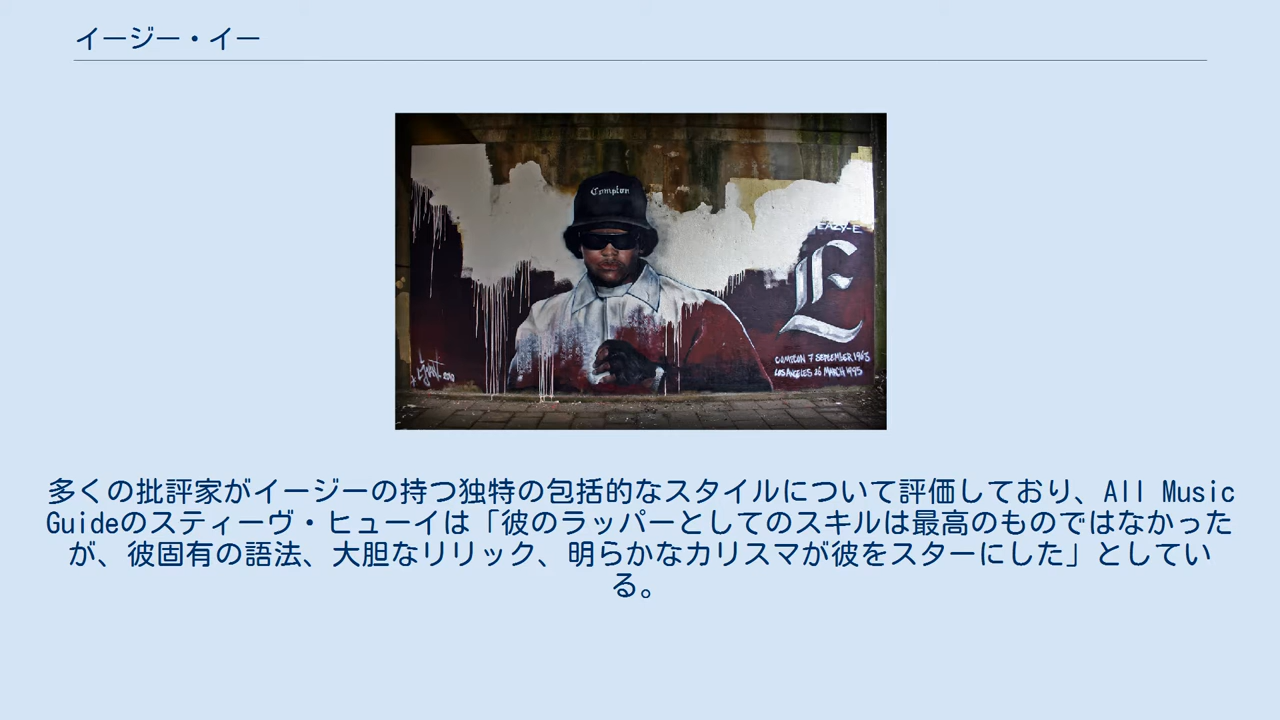 イージー・イー
Compton
EAZY-E
E
COMPTON 7 SEPTEMBER 1963
LOS ANGELES 26 MARCH 1995
2010
多くの批評家がイージーの持つ独特の包括的なスタイルについて評価しており、All Music
Guideのスティーヴ・ヒューイは「彼のラッパーとしてのスキルは最高のものではなかった
が、彼固有の語法、大胆なリリック、明らかなカリスマが彼をスターにした」としてい
る。